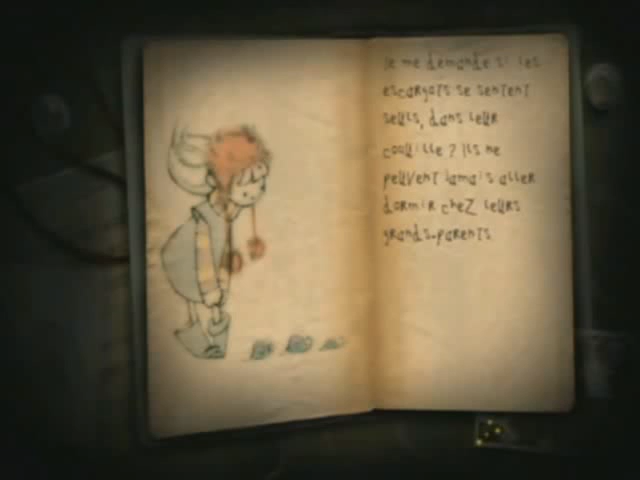 Je me demande si les
escargots se sentent
seuls, dans leur
coquille ? Ils ne
peuvent jamais aller
dormir chez leurs
grands-parents